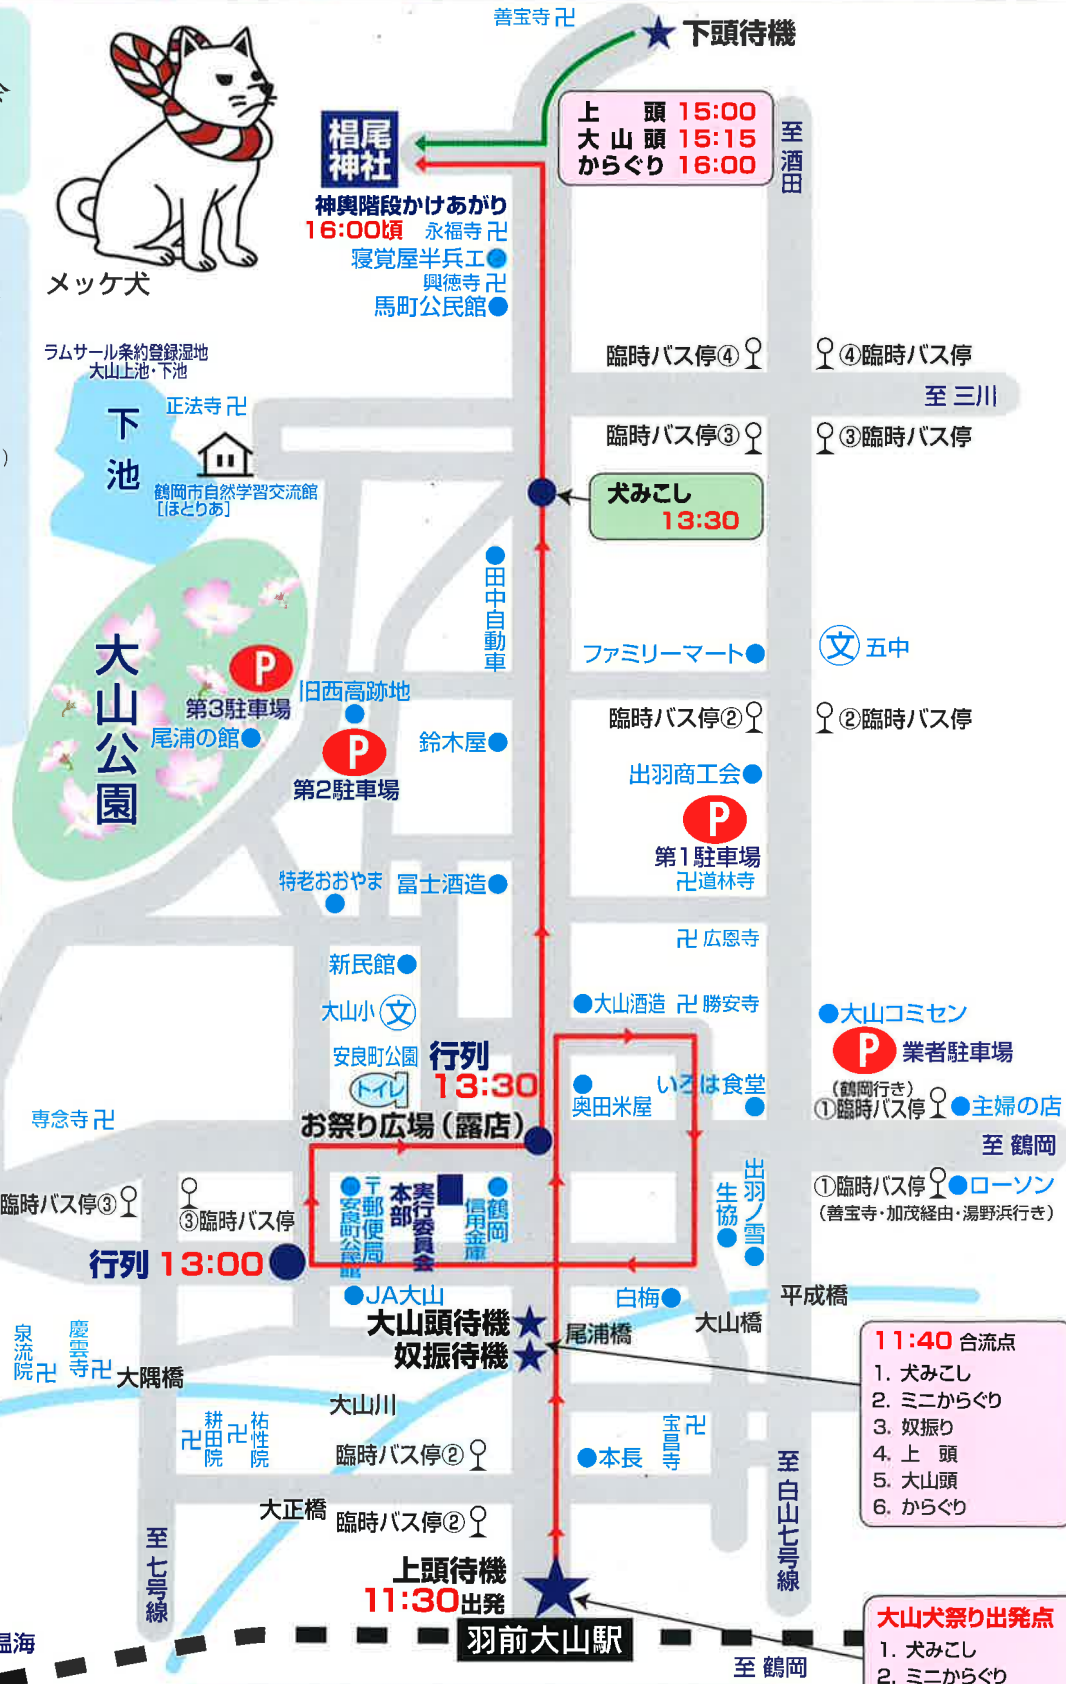 善宝寺卍
下頭待機
上　頭 15:00
大山頭 15:15
からぐり 16:00
至 酒田
椙尾
神社
神輿階段かけあがり
16:00頃
永福寺卍
寝覚屋半兵エ
興徳寺卍
馬町公民館
メッケ犬
ラムサール条約登録湿地
大山上池・下池
下池
正法寺卍
鶴岡市自然学習交流館
[ほとりあ]
臨時バス停④
④臨時バス停
至 三川
臨時バス停③
③臨時バス停
犬みこし
13:30
田中自動車
ファミリーマート
文 五中
大山公園
P
第3駐車場
尾浦の館
旧西高跡地
P
第2駐車場
鈴木屋
臨時バス停②
②臨時バス停
出羽商工会
P
第1駐車場
卍道林寺
特老おおやま
冨士酒造
卍広恩寺
新民館
大山小 文
大山酒造
卍勝安寺
大山コミセン
P 業者駐車場
安良町公園
トイレ
行列
13:30
お祭り広場（露店）
奥田米屋
いろは食堂
(鶴岡行き)
①臨時バス停
主婦の店
専念寺卍
至 鶴岡
臨時バス停③
③臨時バス停
安良町公民館
〒郵便局
実行委員会
本部
鶴岡
信用金庫
生協
出羽ノ雪
①臨時バス停
ローソン
(善宝寺・加茂経由・湯野浜行き)
行列 13:00
JA大山
白梅
平成橋
大山頭待機
奴振待機
尾浦橋
大山橋
泉流院卍
慶雲寺卍
大隅橋
11:40 合流点
1. 犬みこし
2. ミニからぐり
3. 奴振り
4. 上　頭
5. 大山頭
6. からぐり
大山川
卍耕田院
卍祐性院
臨時バス停②
本長
宝昌寺卍
至 白山七号線
大正橋
臨時バス停②
至 七号線
上頭待機
11:30出発
羽前大山駅
温海
至 鶴岡
大山犬祭り出発点
1. 犬みこし
2. ミニからぐり